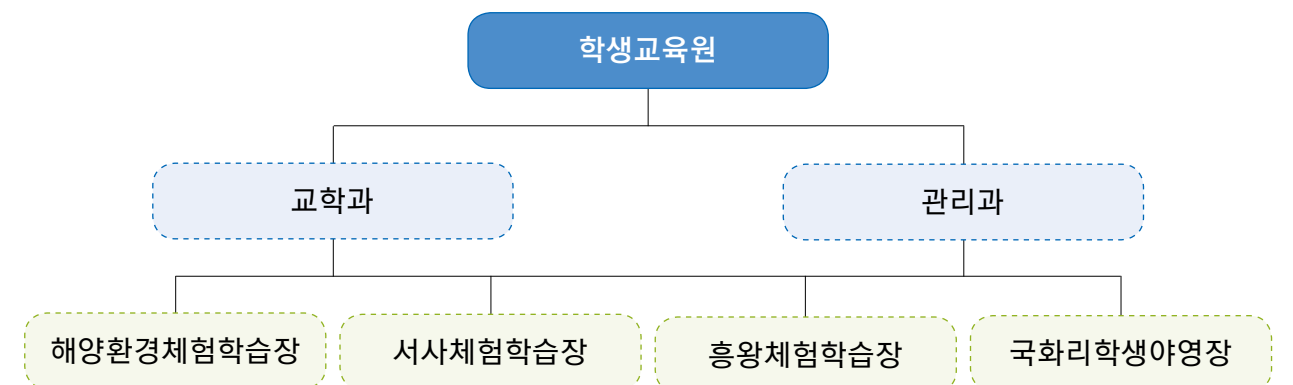 학생교육원
교학과
관리과
해양환경체험학습장
서사체험학습장
흥왕체험학습장
국화리학생야영장